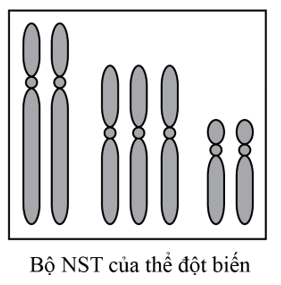 Bộ NST của thể đột biến